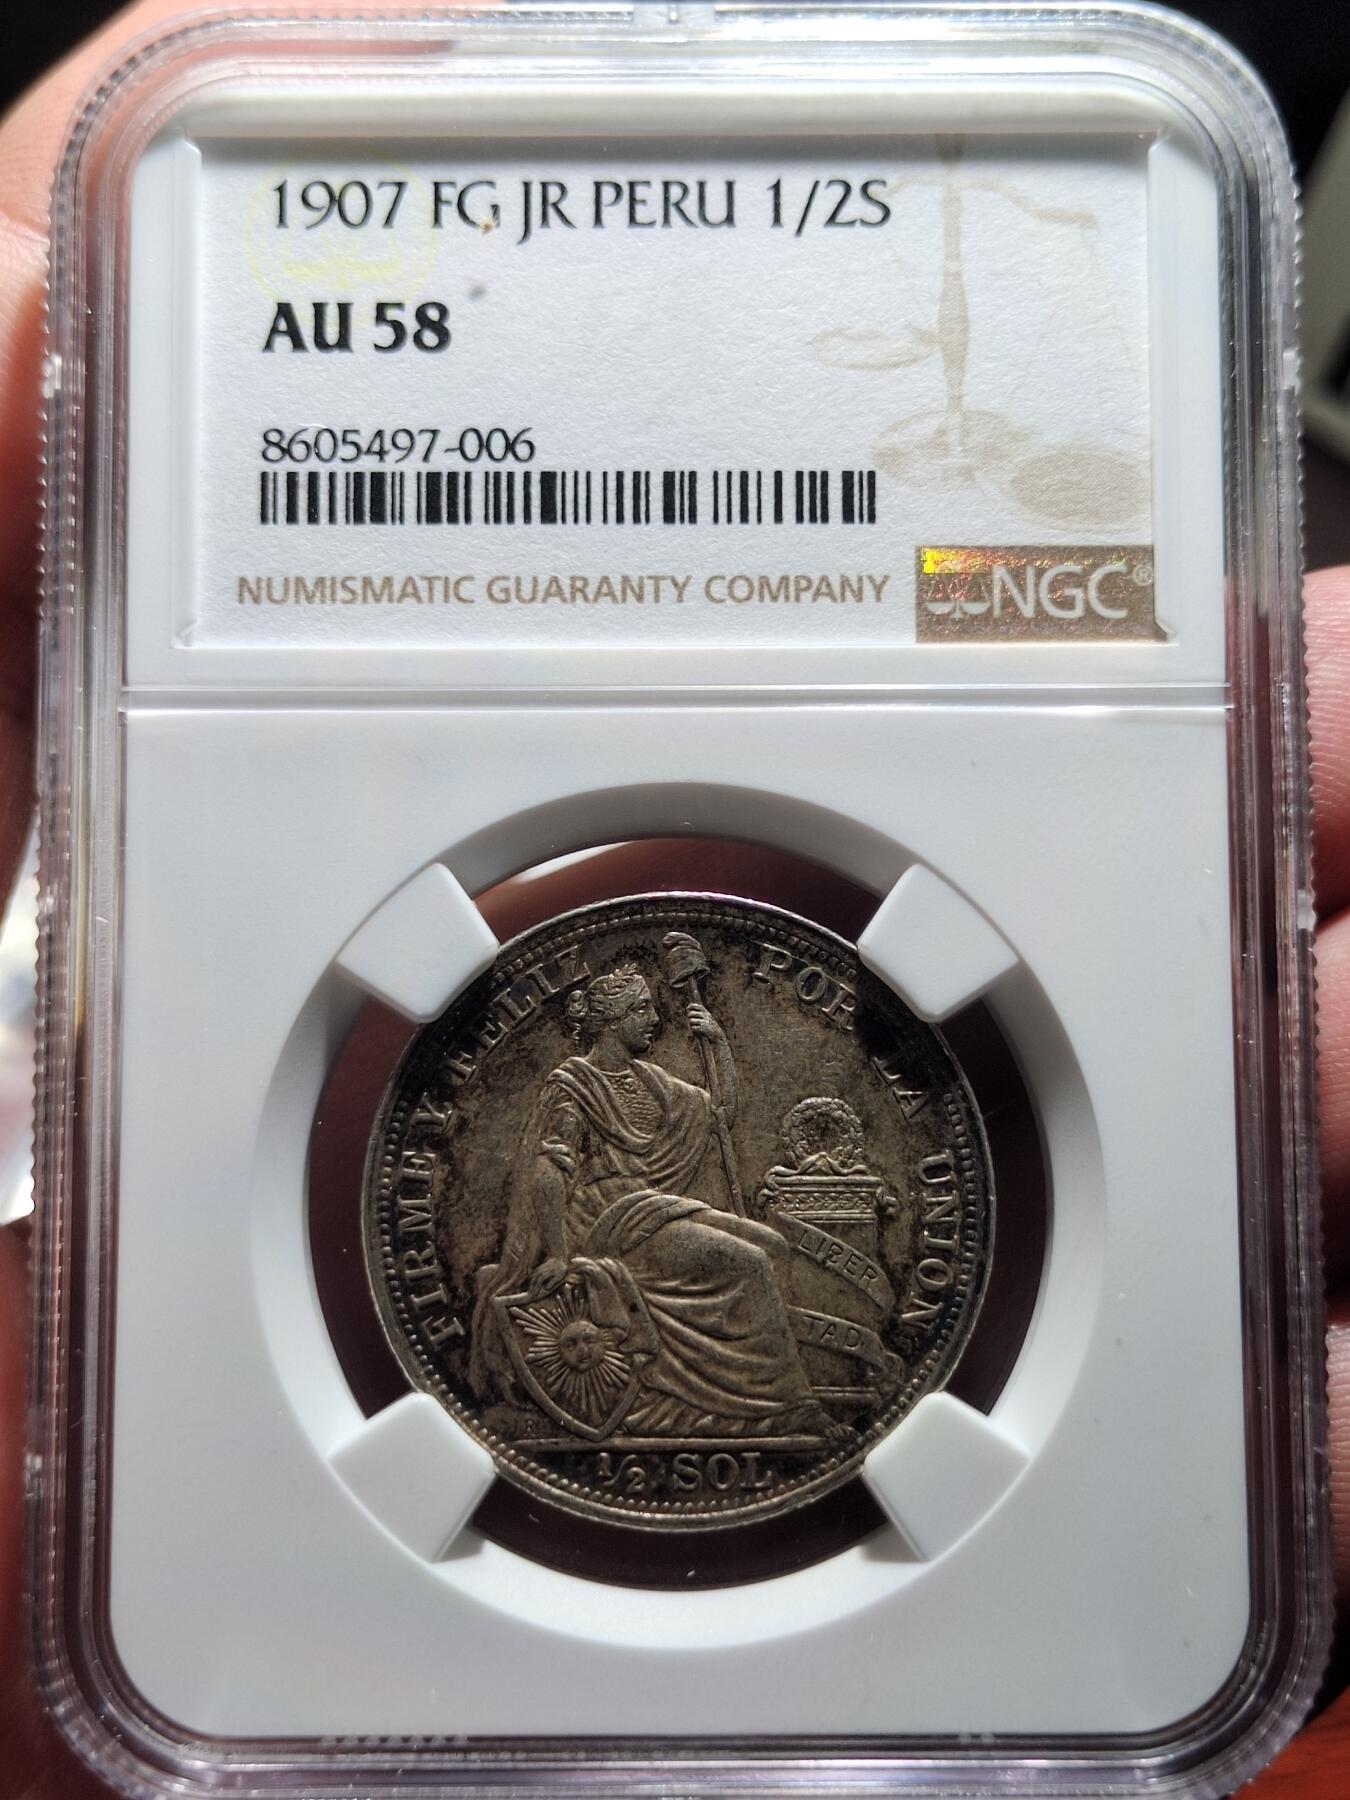 1907 FG JR PERU 1/2S
AU 58
8605497-006
NUMISMATIC GUARANTY COMPANY
NGC®
FIRME Y FELIZ POR LA UNION
LIBER
TAD
JR
1/2 SOL